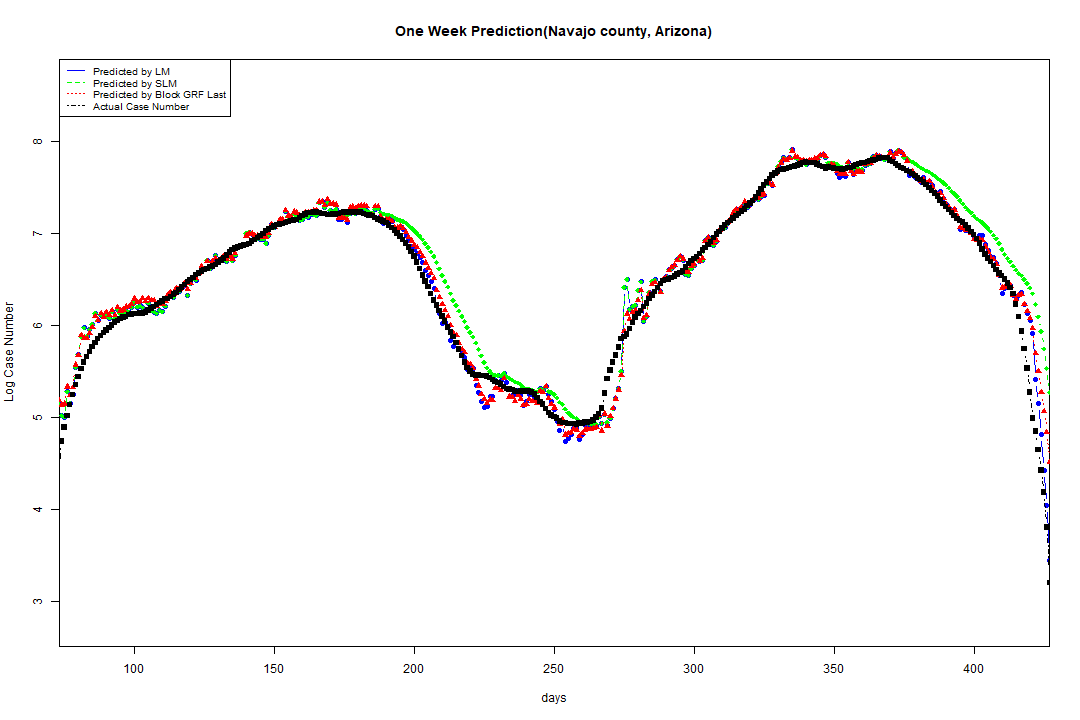 One Week Prediction(Navajo county, Arizona)
Predicted by LM
Predicted by SLM
Predicted by Block GRF Last
Actual Case Number
Log Case Number
8
7
6
5
4
3
100 150 200 250 300 350 400
days